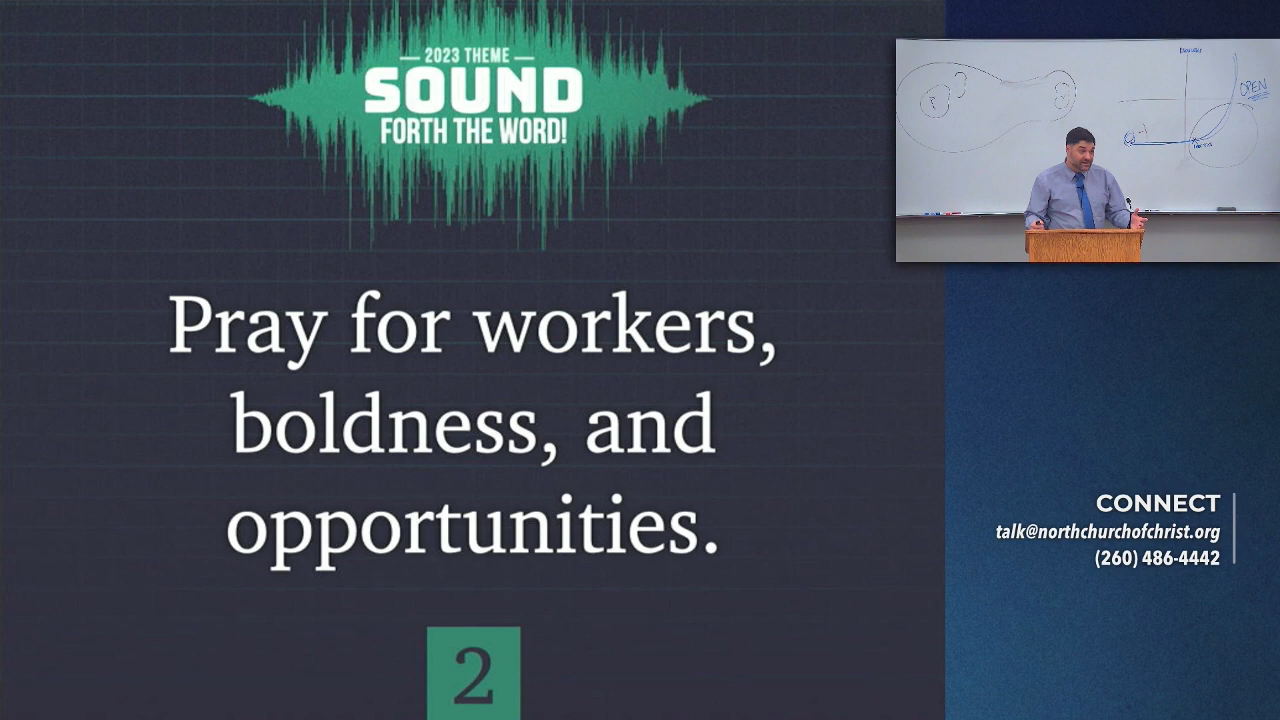 — 2023 THEME —
SOUND
FORTH THE WORD!
Pray for workers,
boldness, and
opportunities.
2
OPEN
CONNECT
talk@northchurchofchrist.org
(260) 486-4442